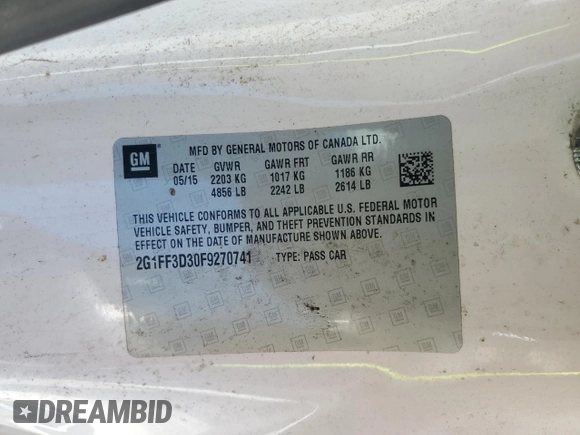 GM
MFD BY GENERAL MOTORS OF CANADA LTD.
DATE GVWR GAWR FRT GAWR RR
05/15 2203 KG 1017 KG 1186 KG
4856 LB 2242 LB 2614 LB
THIS VEHICLE CONFORMS TO ALL APPLICABLE U.S. FEDERAL MOTOR
VEHICLE SAFETY, BUMPER, AND THEFT PREVENTION STANDARDS IN
EFFECT ON THE DATE OF MANUFACTURE SHOWN ABOVE.
2G1FF3D30F9270741 TYPE: PASS CAR
DREAMBID